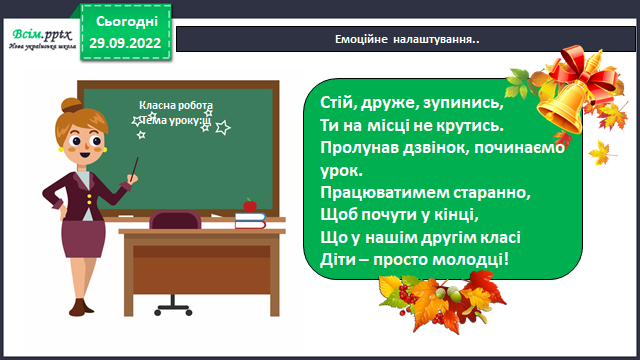 Всім.pptx
Нова українська школа
Сьогодні
29.09.2022
Емоційне налаштування..
Класна робота
Тема уроку:ш
Стій, друже, зупинись,
Ти на місці не крутись.
Пролунав дзвінок, починаємо
урок.
Працюватимем старанно,
Щоб почути у кінці,
Що у нашім другім класі
Діти – просто молодці!